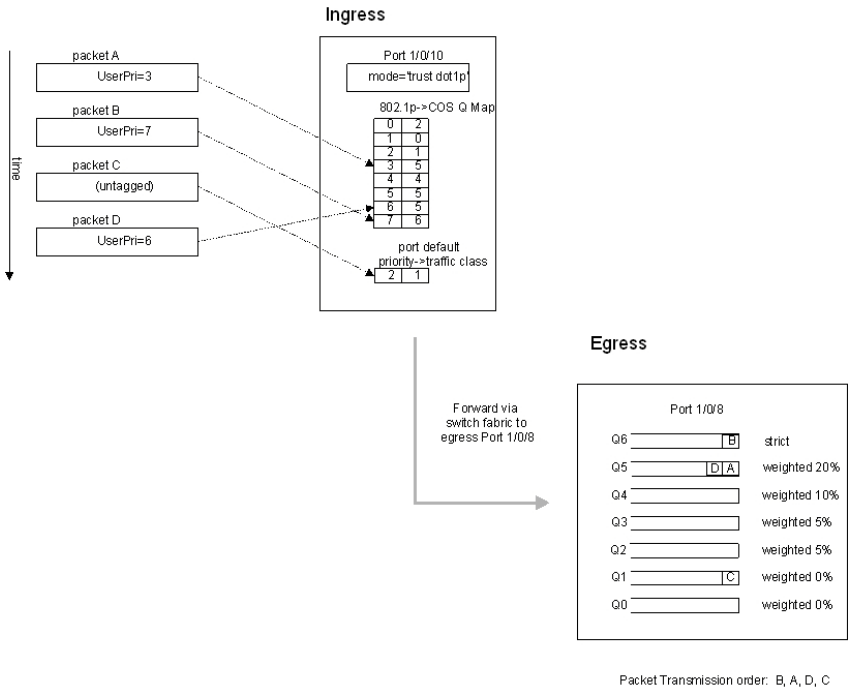 Ingress
packet A
UserPri=3
packet B
UserPri=7
packet C
(untagged)
packet D
UserPri=6
time
Port 1/0/10
mode='trust dot1p'
802.1p->COS Q Map
0 2
1 0
2 1
3 5
4 4
5 5
6 5
7 6
port default
priority->traffic class
2 1
Forward via
switch fabric to
egress Port 1/0/8
Egress
Port 1/0/8
Q6 B strict
Q5 D A weighted 20%
Q4 weighted 10%
Q3 weighted 5%
Q2 weighted 5%
Q1 C weighted 0%
Q0 weighted 0%
Packet Transmission order: B, A, D, C